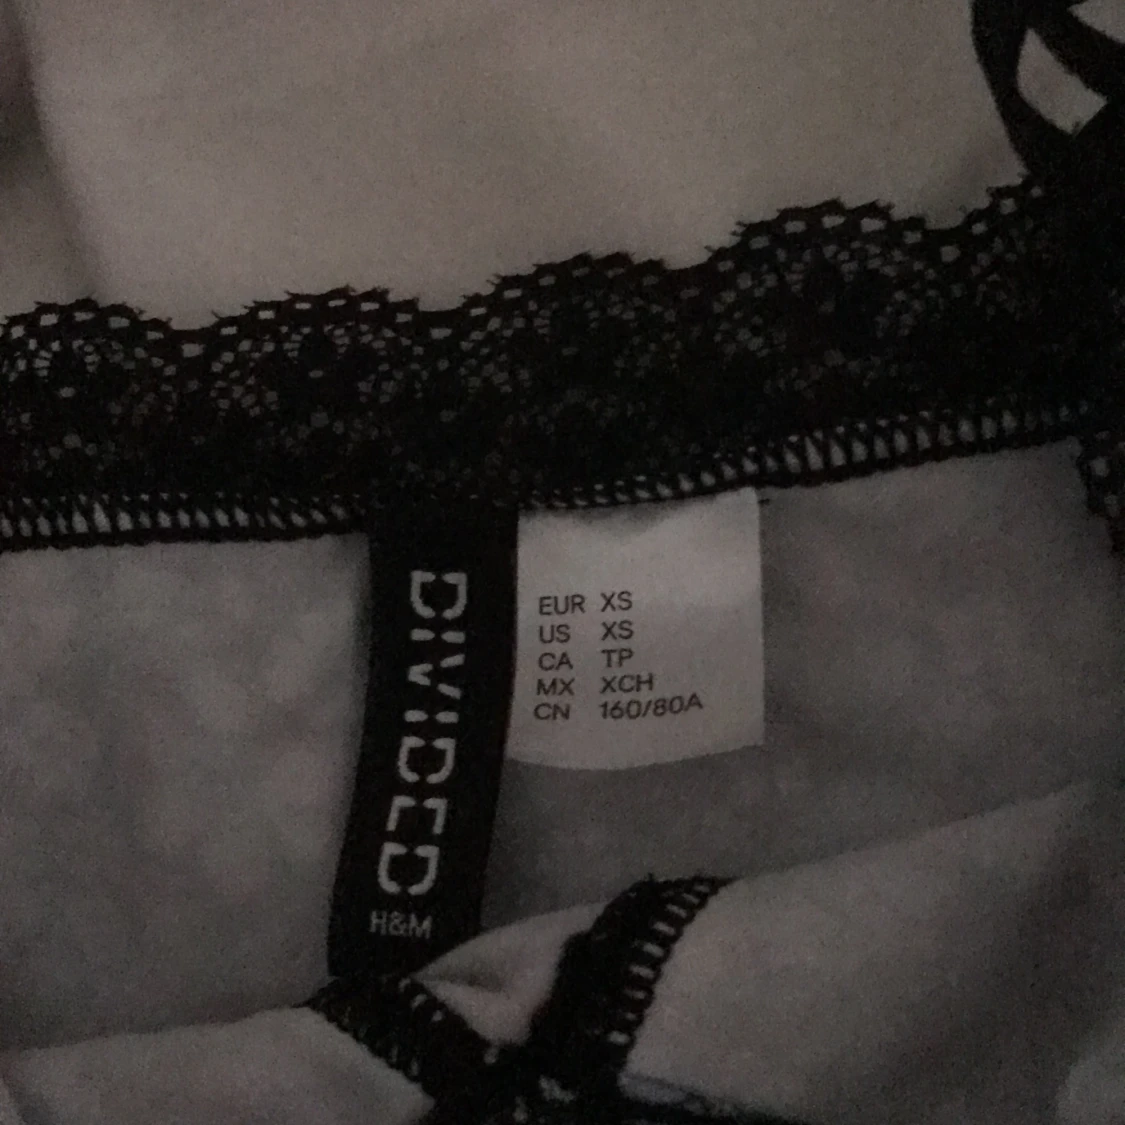 DIVIDED
H&M
EUR XS
US XS
CA TP
MX XCH
CN 160/80A